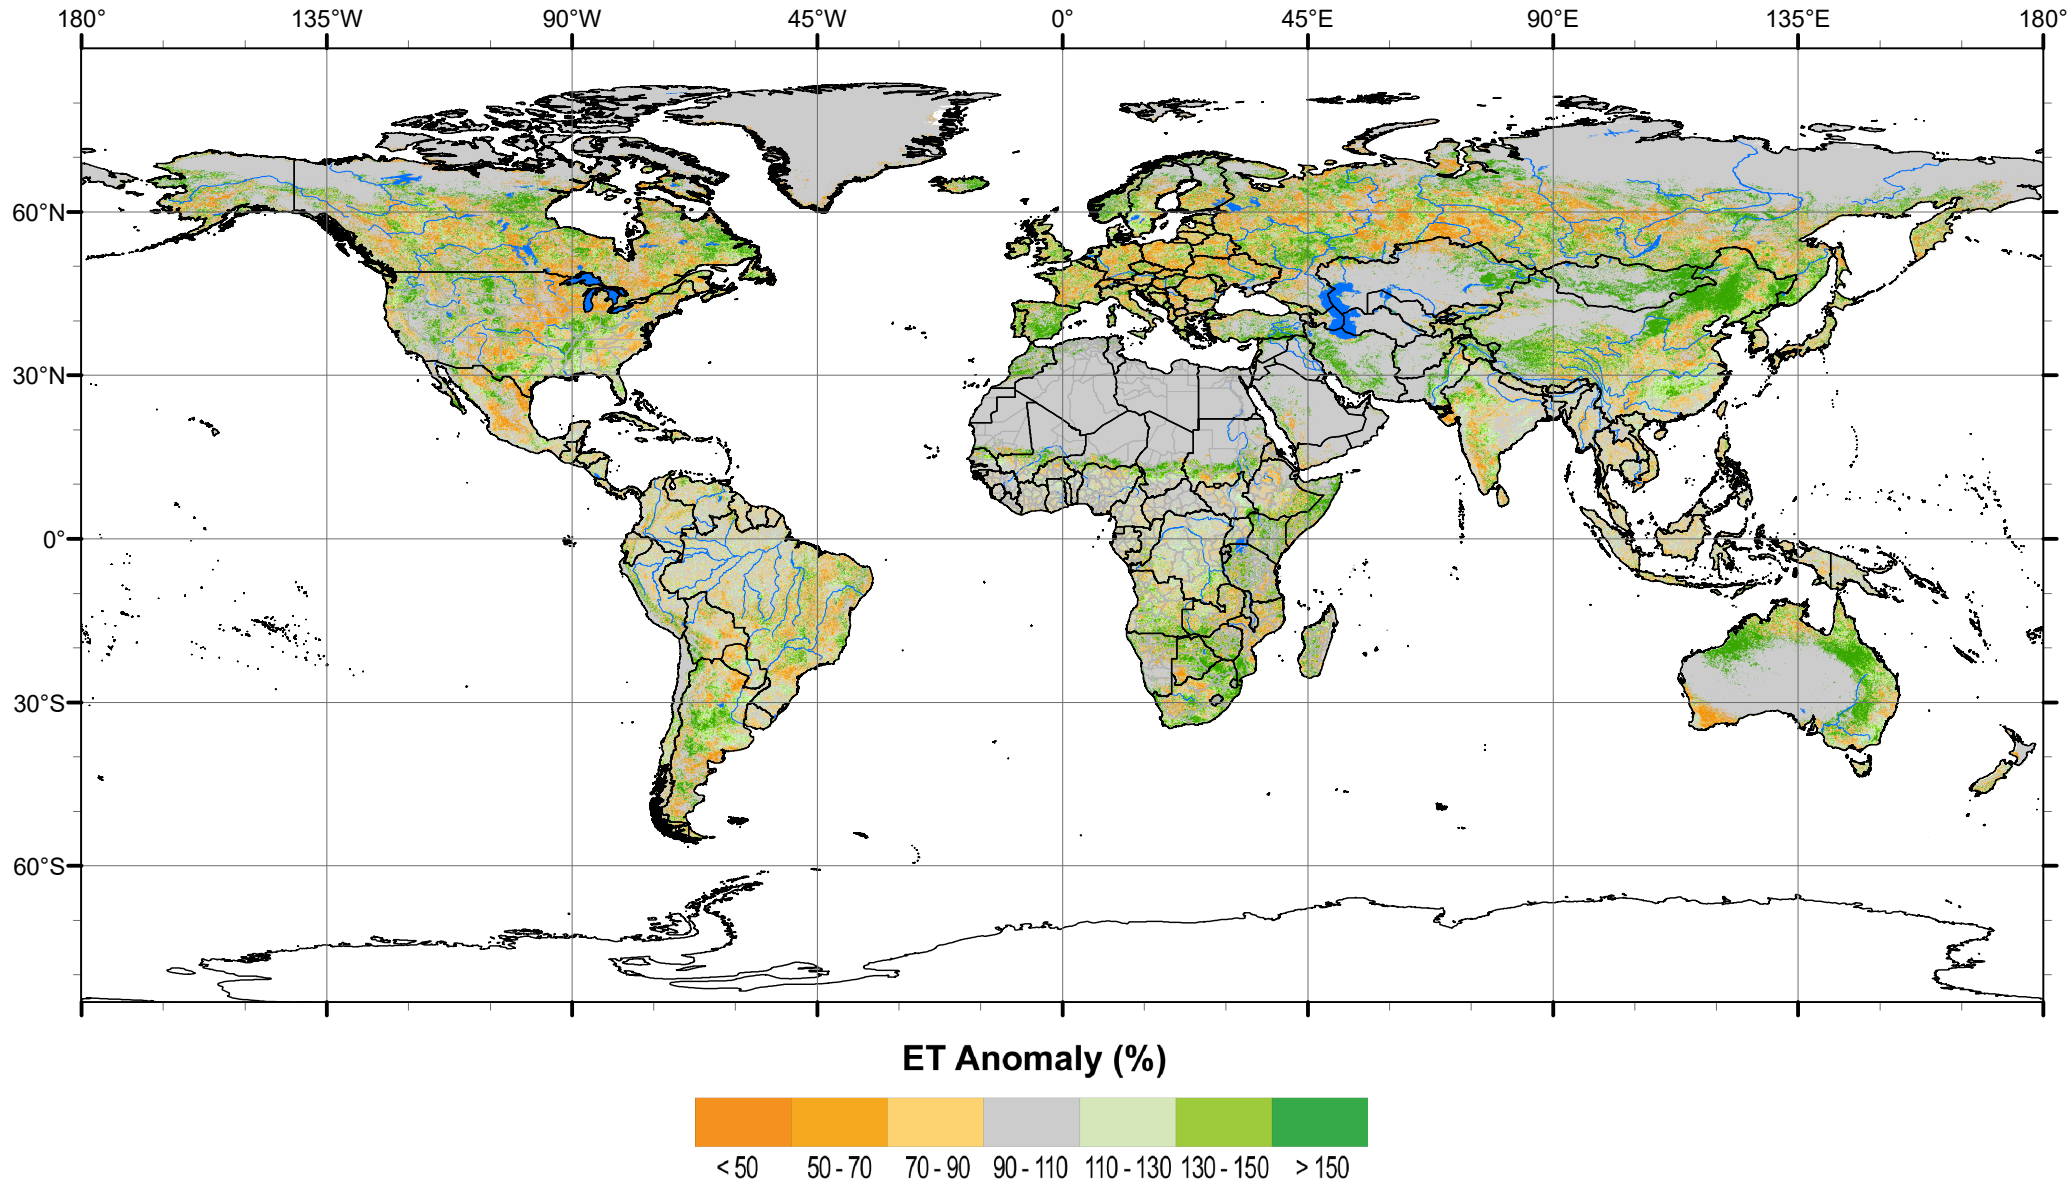 180° 135°W 90°W 45°W 0° 45°E 90°E 135°E 180°
60°N
30°N
0°
30°S
60°S
ET Anomaly (%)
< 50 50 - 70 70 - 90 90 - 110 110 - 130 130 - 150 > 150